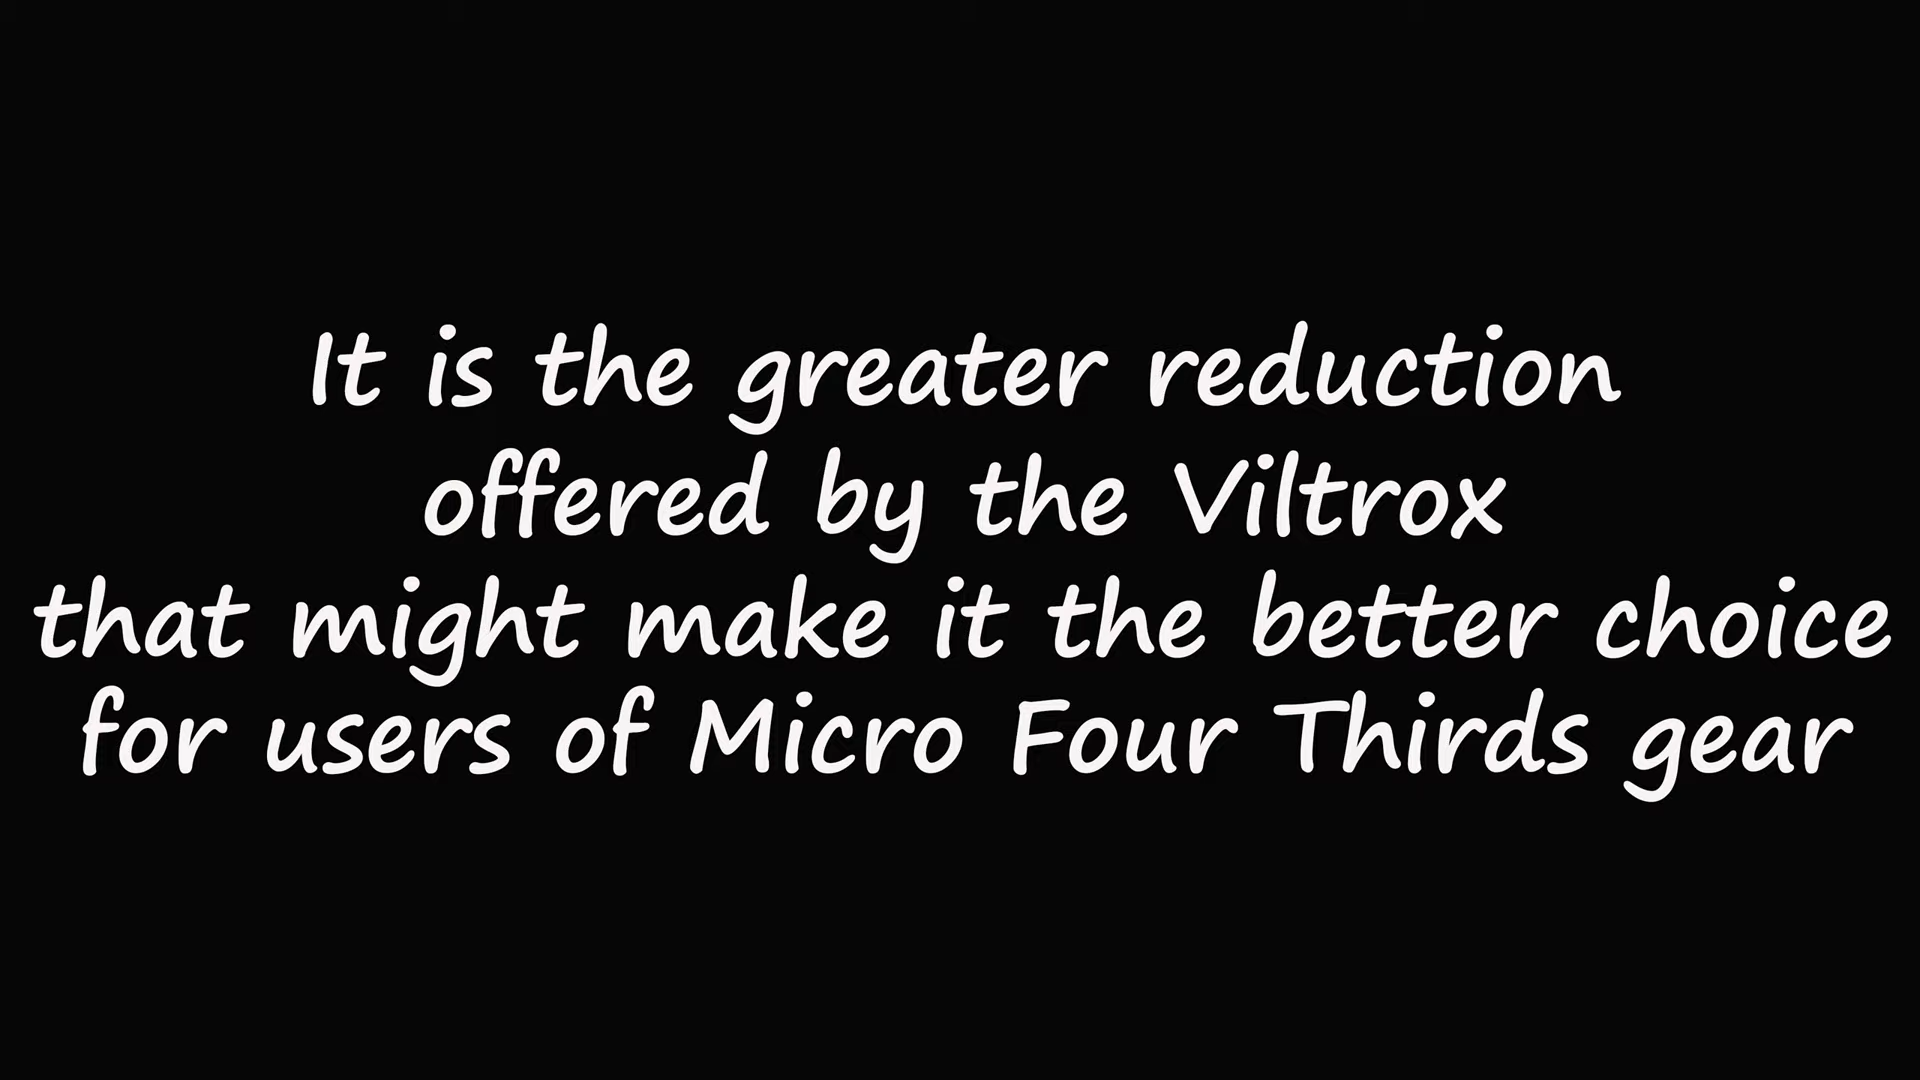 It is the greater reduction
offered by the Viltrox
that might make it the better choice
for users of Micro Four Thirds gear